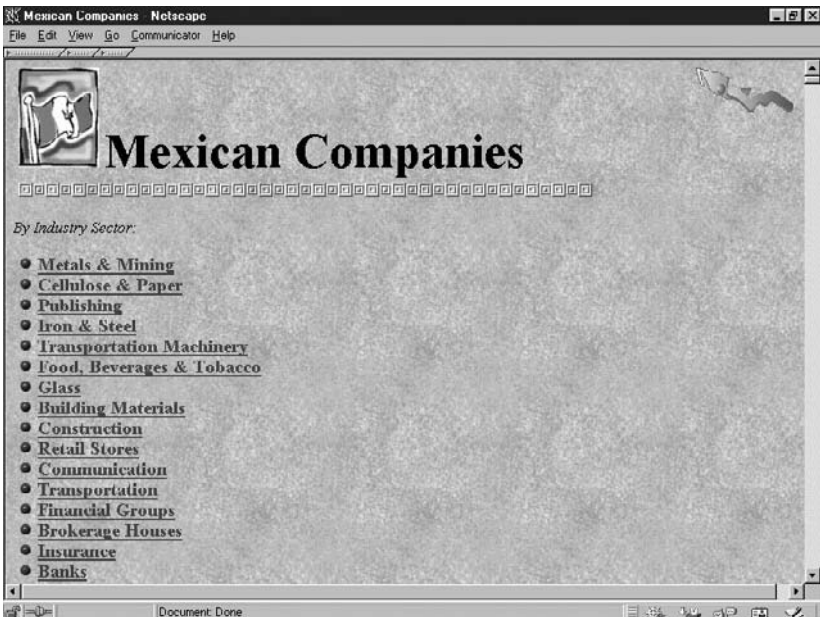 Mexican Companies - Netscape
File Edit View Go Communicator Help
Mexican Companies
By Industry Sector:
Metals & Mining
Cellulose & Paper
Publishing
Iron & Steel
Transportation Machinery
Food, Beverages & Tobacco
Glass
Building Materials
Construction
Retail Stores
Communication
Transportation
Financial Groups
Brokerage Houses
Insurance
Banks
Document: Done